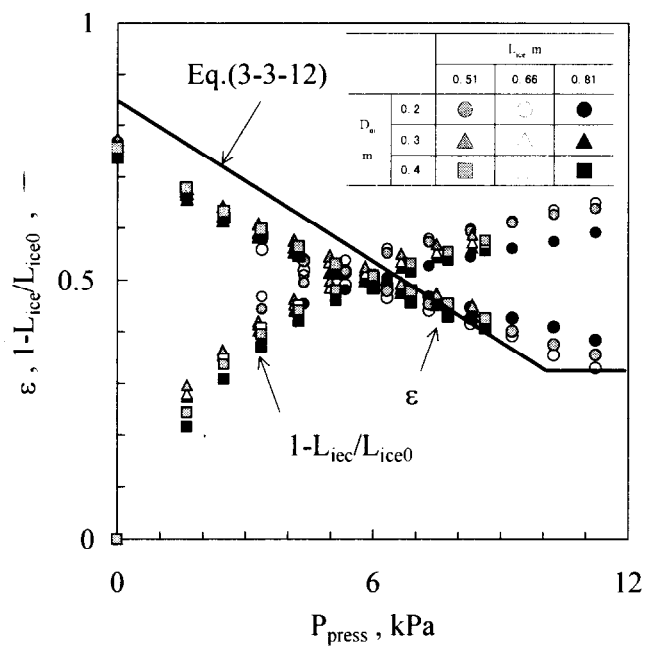 1
L_ice m
0.51 0.66 0.81
Eq.(3-3-12)
0.2
D_m
0.3
m
0.4
ε , 1-L_ice/L_ice0 , —
0.5
ε
1-L_iec/L_ice0
0
0 6 12
P_press , kPa